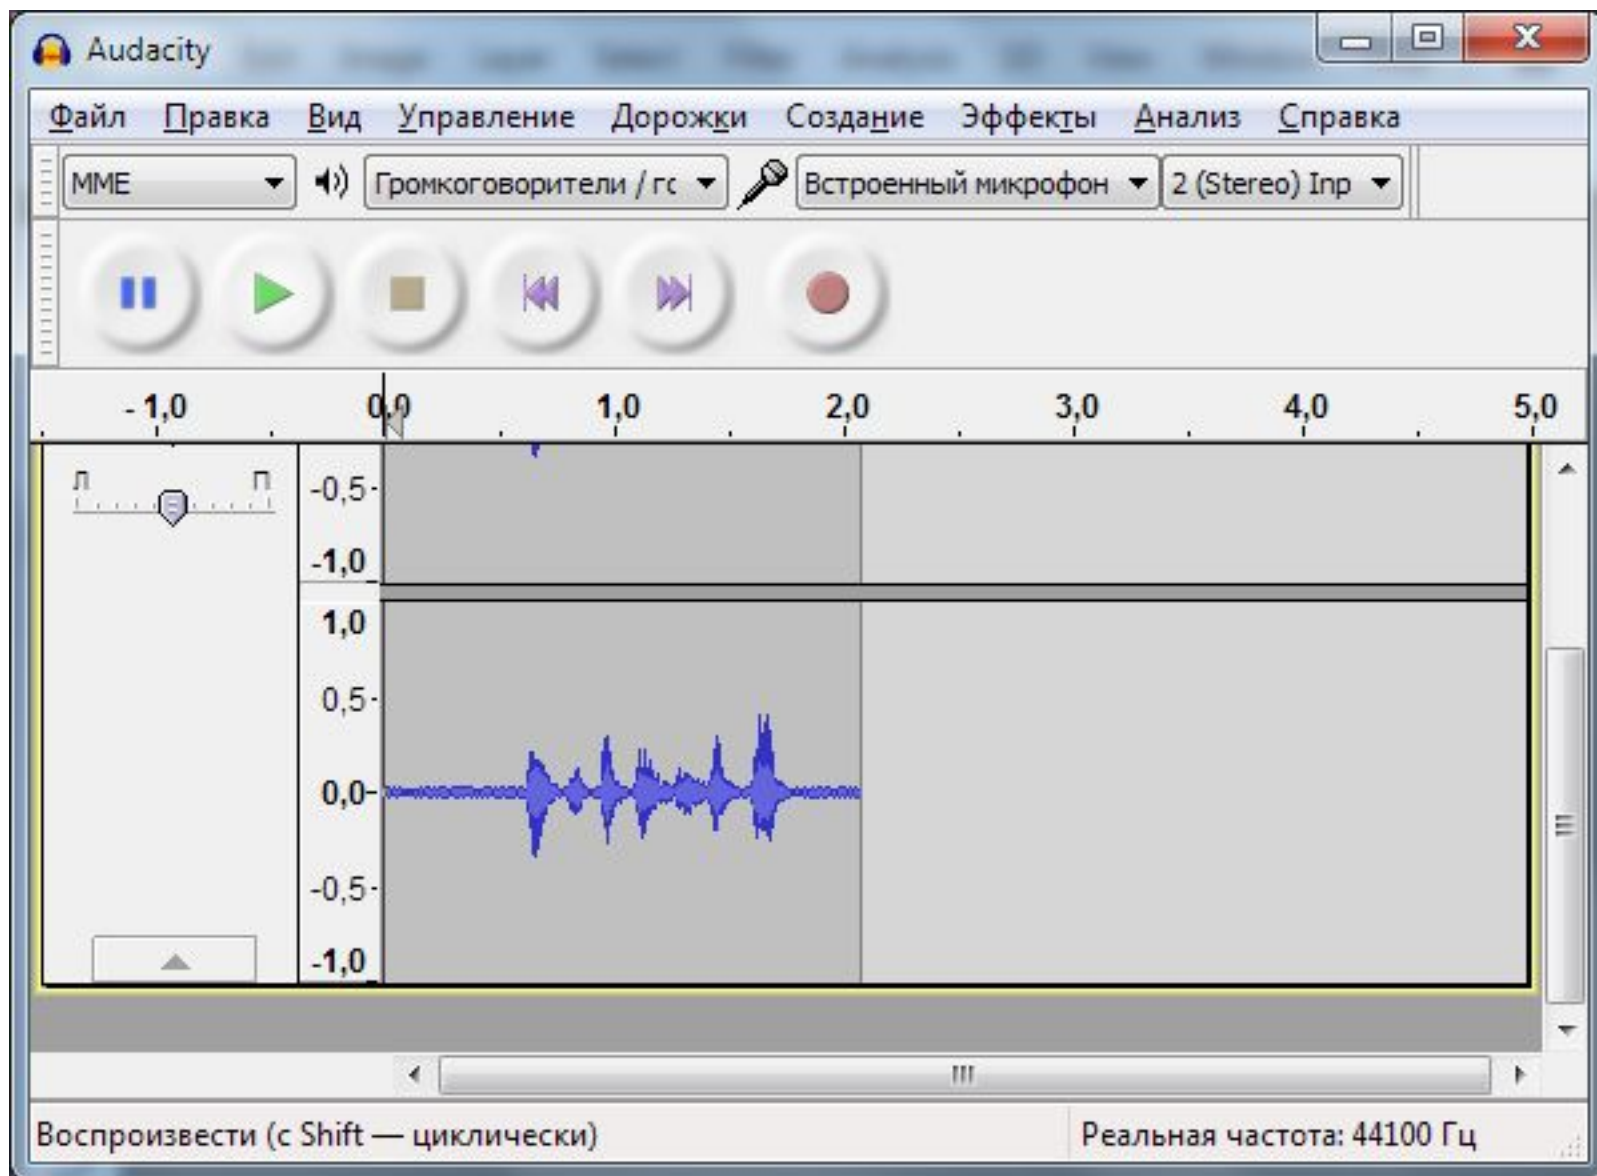 Audacity
Файл Правка Вид Управление Дорожки Создание Эффекты Анализ Справка
MME Громкоговорители / гс Встроенный микрофон 2 (Stereo) Inp
- 1,0 0,0 1,0 2,0 3,0 4,0 5,0
Л П
-0,5
-1,0
1,0
0,5
0,0
-0,5
-1,0
Воспроизвести (с Shift — циклически) Реальная частота: 44100 Гц